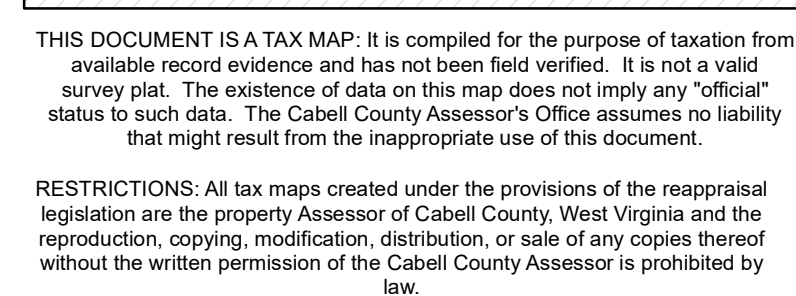 THIS DOCUMENT IS A TAX MAP: It is compiled for the purpose of taxation from
available record evidence and has not been field verified.  It is not a valid
survey plat.  The existence of data on this map does not imply any "official"
status to such data.  The Cabell County Assessor's Office assumes no liability
that might result from the inappropriate use of this document.
RESTRICTIONS: All tax maps created under the provisions of the reappraisal
legislation are the property Assessor of Cabell County, West Virginia and the
reproduction, copying, modification, distribution, or sale of any copies thereof
without the written permission of the Cabell County Assessor is prohibited by
law.